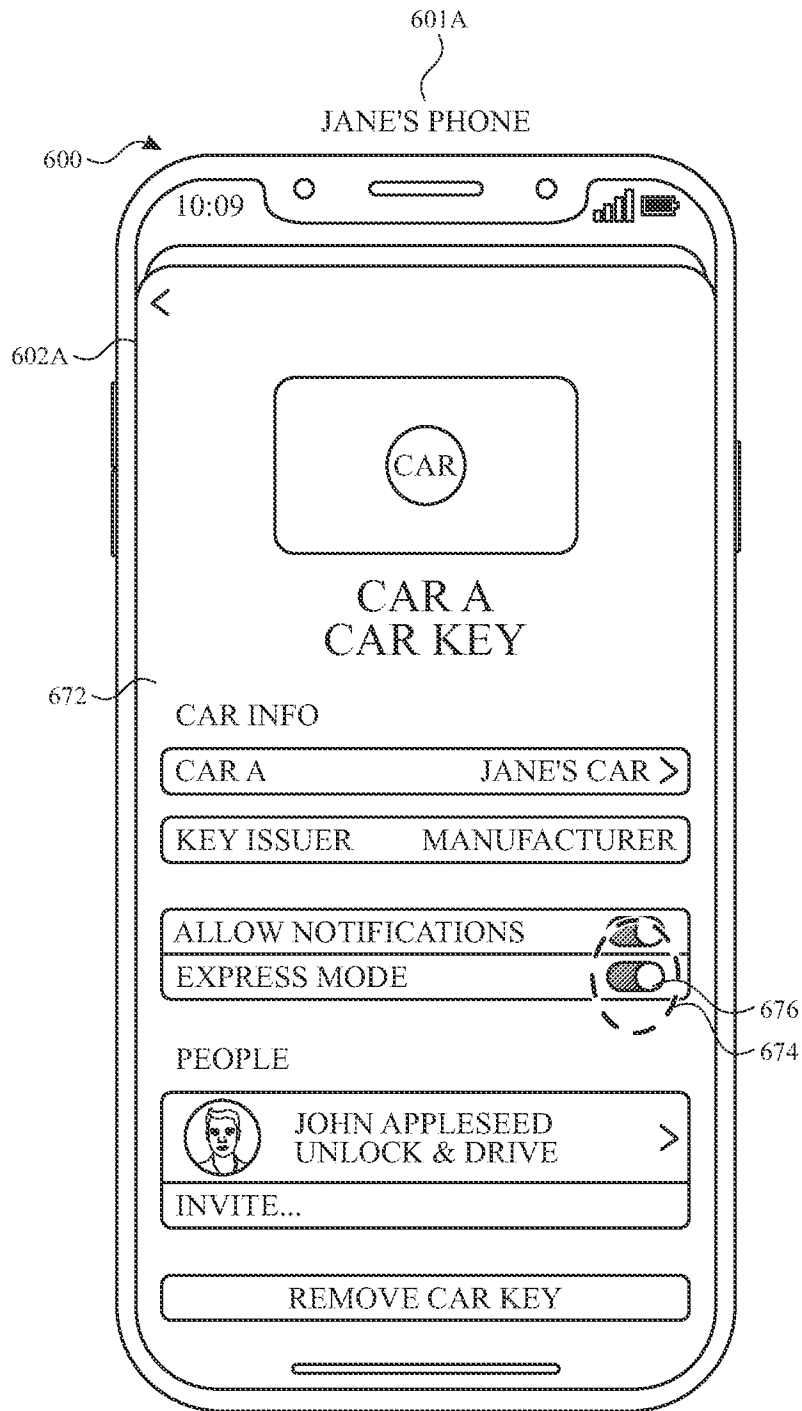 601A
JANE'S PHONE
600
10:09
<
602A
CAR
CAR A
CAR KEY
672
CAR INFO
CAR A JANE'S CAR >
KEY ISSUER MANUFACTURER
ALLOW NOTIFICATIONS
EXPRESS MODE
676
674
PEOPLE
JOHN APPLESEED
UNLOCK & DRIVE >
INVITE...
REMOVE CAR KEY